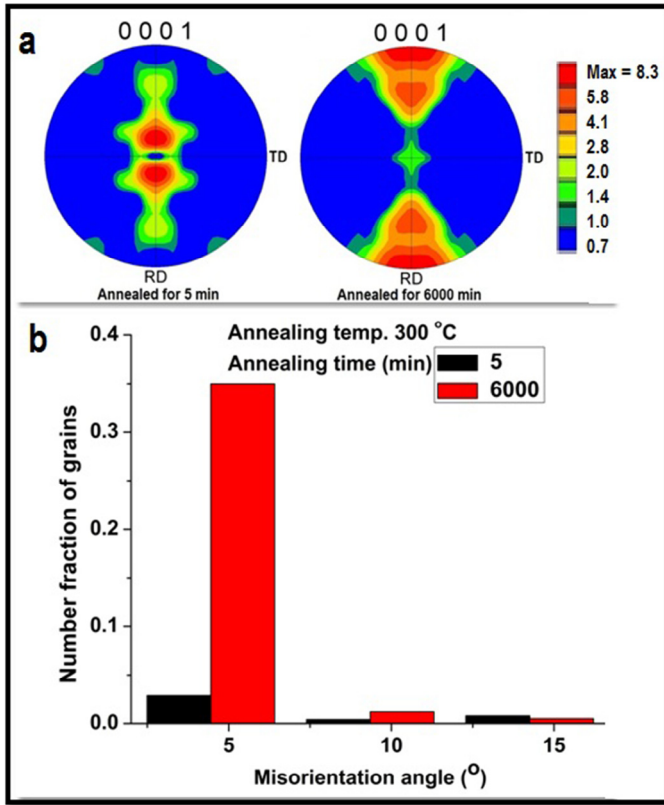 a
0 0 0 1
0 0 0 1
Max = 8.3
5.8
4.1
2.8
2.0
1.4
1.0
0.7
TD
TD
RD
RD
Annealed for 5 min
Annealed for 6000 min
b
Annealing temp. 300 °C
Annealing time (min)
5
6000
Number fraction of grains
0.4
0.3
0.2
0.1
0.0
5
10
15
Misorientation angle (°)